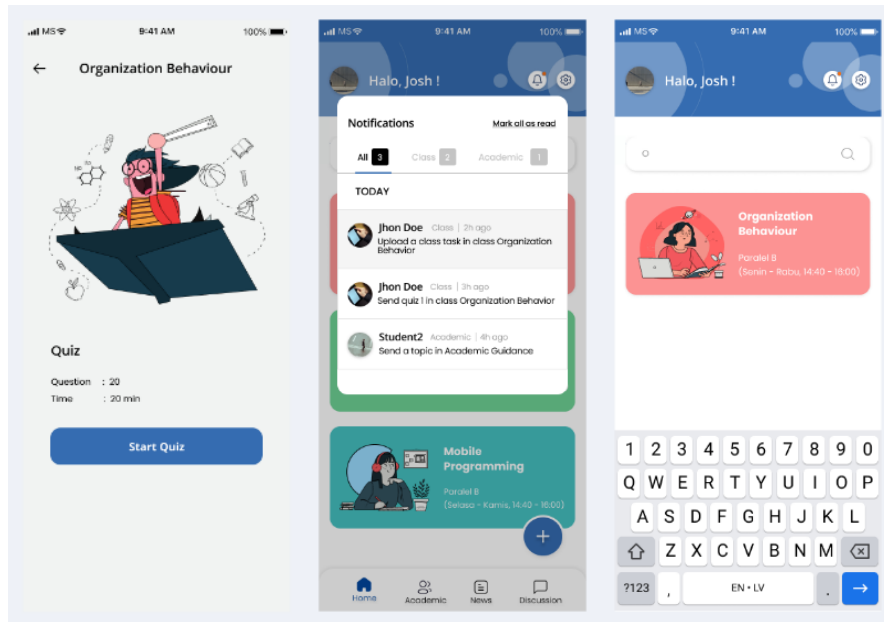 MS
9:41 AM
100%
Organization Behaviour
Quiz
Question : 20
Time : 20 min
Start Quiz
MS
9:41 AM
100%
Halo, Josh !
Notifications
Mark all as read
All 3
Class 2
Academic 1
TODAY
Jhon Doe Class | 2h ago
Upload a class task in class Organization
Behavior
Jhon Doe Class | 3h ago
Send quiz 1 in class Organization Behavior
Student2 Academic | 4h ago
Send a topic in Academic Guidance
Mobile
Programming
Paralel B
(Selasa - Kamis, 14:40 - 16:00)
+
Home
Academic
News
Discussion
MS
9:41 AM
100%
Halo, Josh !
o
Organization
Behaviour
Paralel B
(Senin - Rabu, 14:40 - 16:00)
1 2 3 4 5 6 7 8 9 0
Q W E R T Y U I O P
A S D F G H J K L
Z X C V B N M
?123 , EN • LV .